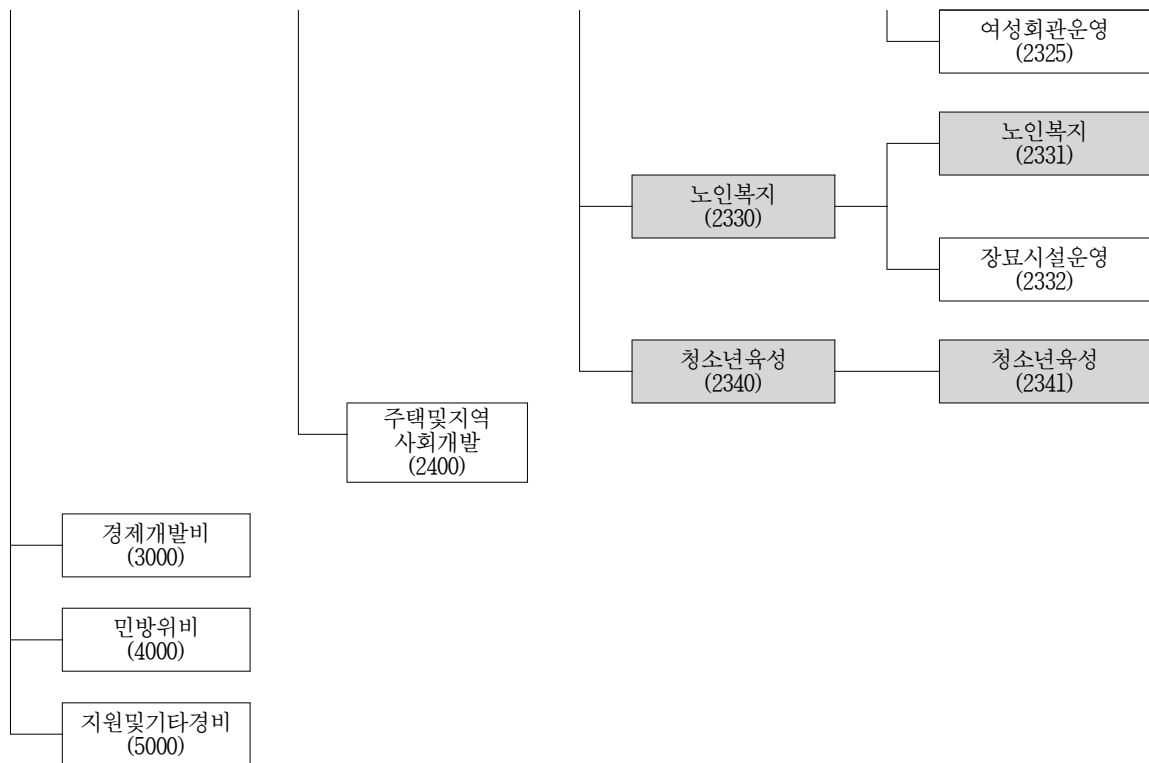 여성회관운영
(2325)
노인복지
(2331)
노인복지
(2330)
장묘시설운영
(2332)
청소년육성
(2340)
청소년육성
(2341)
주택및지역
사회개발
(2400)
경제개발비
(3000)
민방위비
(4000)
지원및기타경비
(5000)